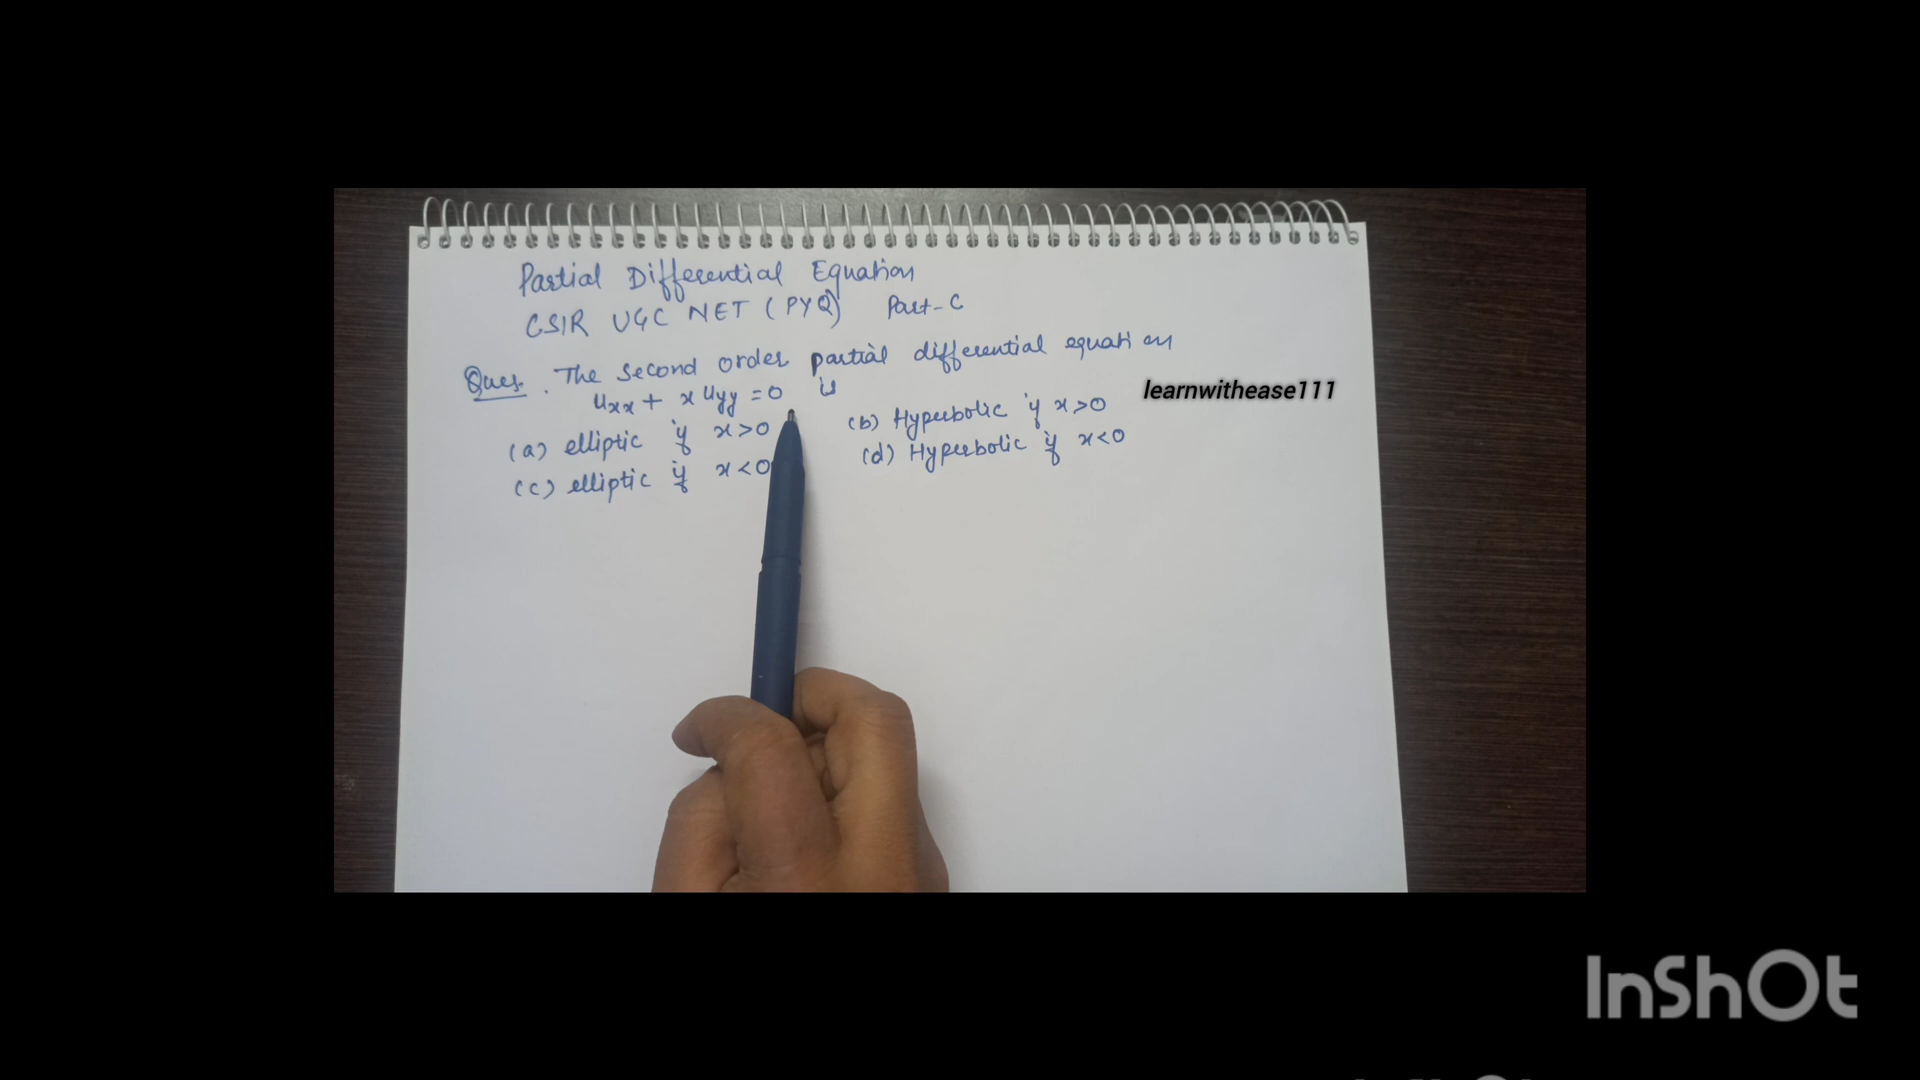 Partial Differential Equation
CSIR UGC NET (PYQ) Part-C
Ques. The second order partial differential equation
uxx + x uyy = 0 is
learnwithease111
(a) elliptic if x>0 (b) Hyperbolic if x>0
(c) elliptic if x<0 (d) Hyperbolic if x<0
InShOt